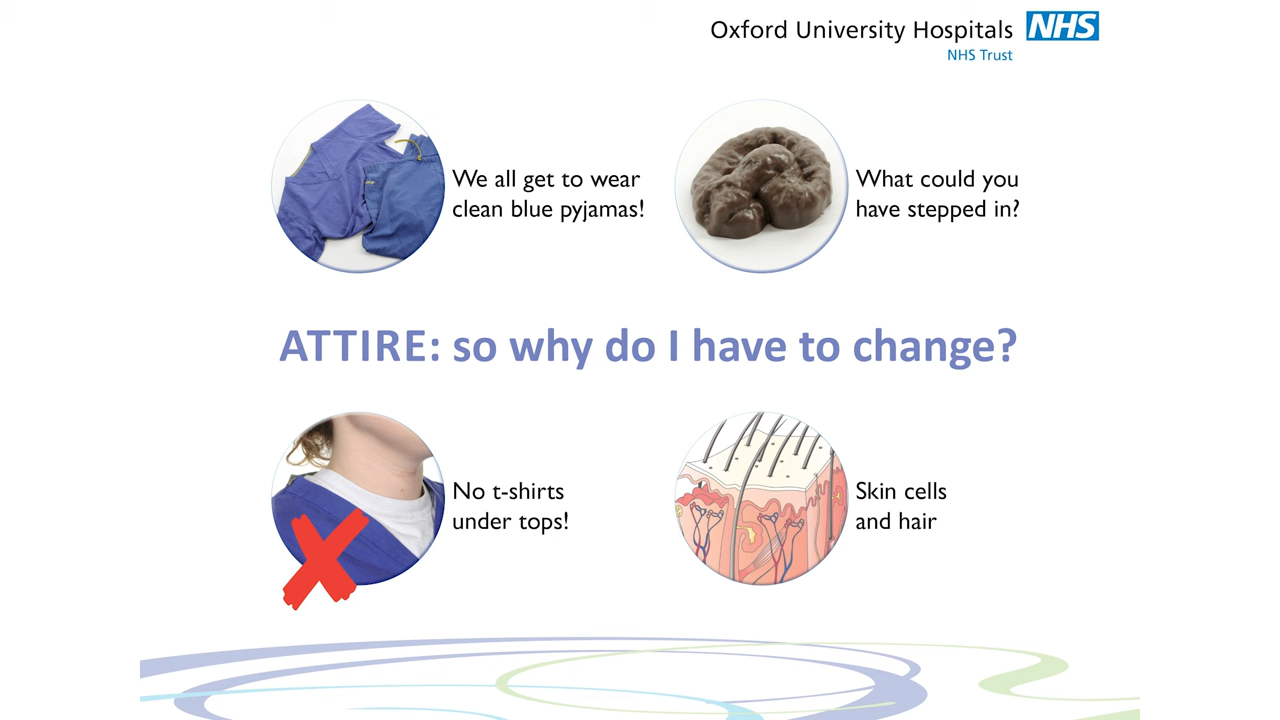 Oxford University Hospitals NHS
NHS Trust
We all get to wear
clean blue pyjamas!
What could you
have stepped in?
ATTIRE: so why do I have to change?
No t-shirts
under tops!
Skin cells
and hair